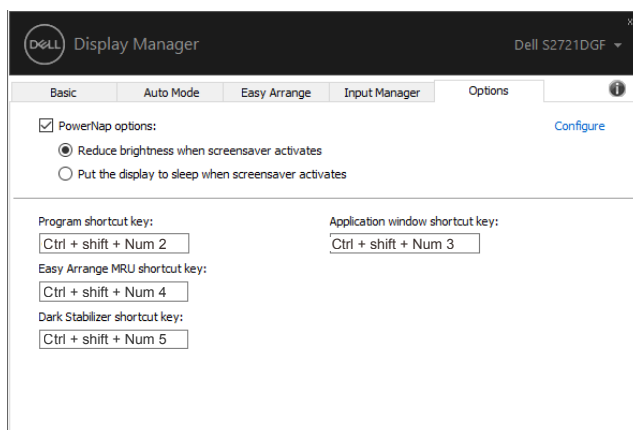 DELL Display Manager
Dell S2721DGF
Basic Auto Mode Easy Arrange Input Manager Options
PowerNap options:
Configure
Reduce brightness when screensaver activates
Put the display to sleep when screensaver activates
Program shortcut key:
Application window shortcut key:
Ctrl + shift + Num 2
Ctrl + shift + Num 3
Easy Arrange MRU shortcut key:
Ctrl + shift + Num 4
Dark Stabilizer shortcut key:
Ctrl + shift + Num 5